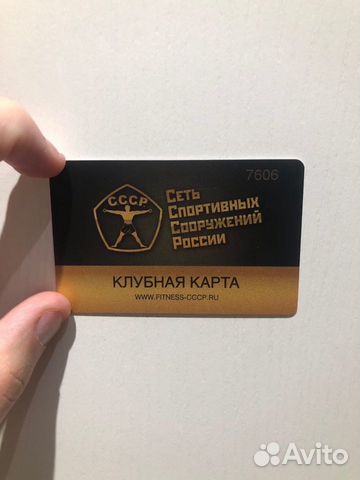 7606
СССР
Сеть
Спортивных
Сооружений
России
КЛУБНАЯ КАРТА
WWW.FITNESS-CCCP.RU
Avito